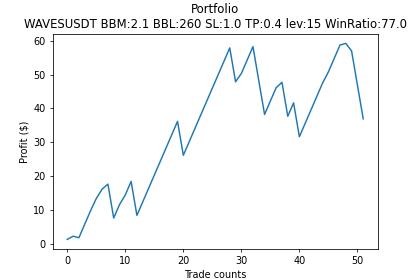 Portfolio
WAVESUSDT BBM:2.1 BBL:260 SL:1.0 TP:0.4 lev:15 WinRatio:77.0
60
50
40
30
20
10
0
Profit ($)
0 10 20 30 40 50
Trade counts